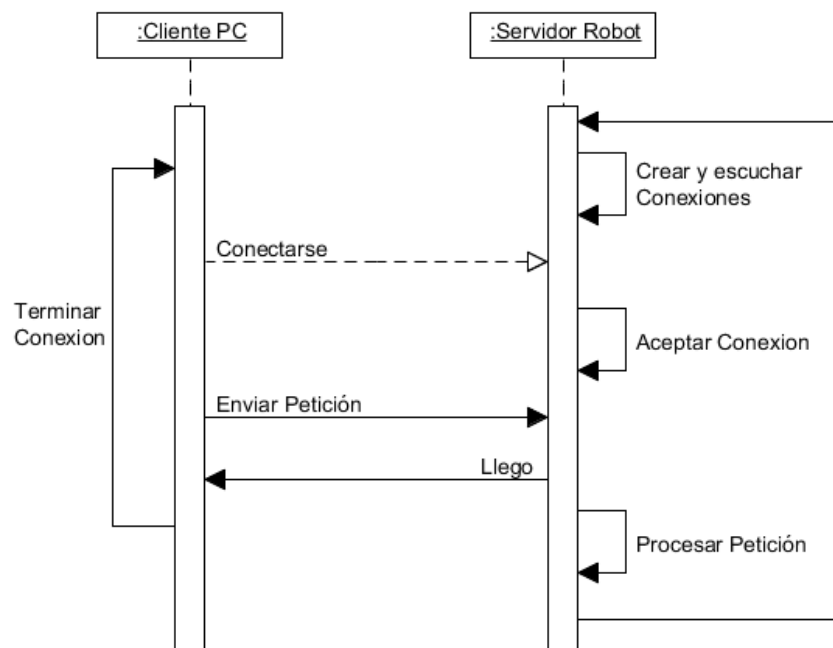 :Cliente PC
:Servidor Robot
Crear y escuchar
Conexiones
Conectarse
Terminar
Conexion
Aceptar Conexion
Enviar Petición
Llego
Procesar Petición